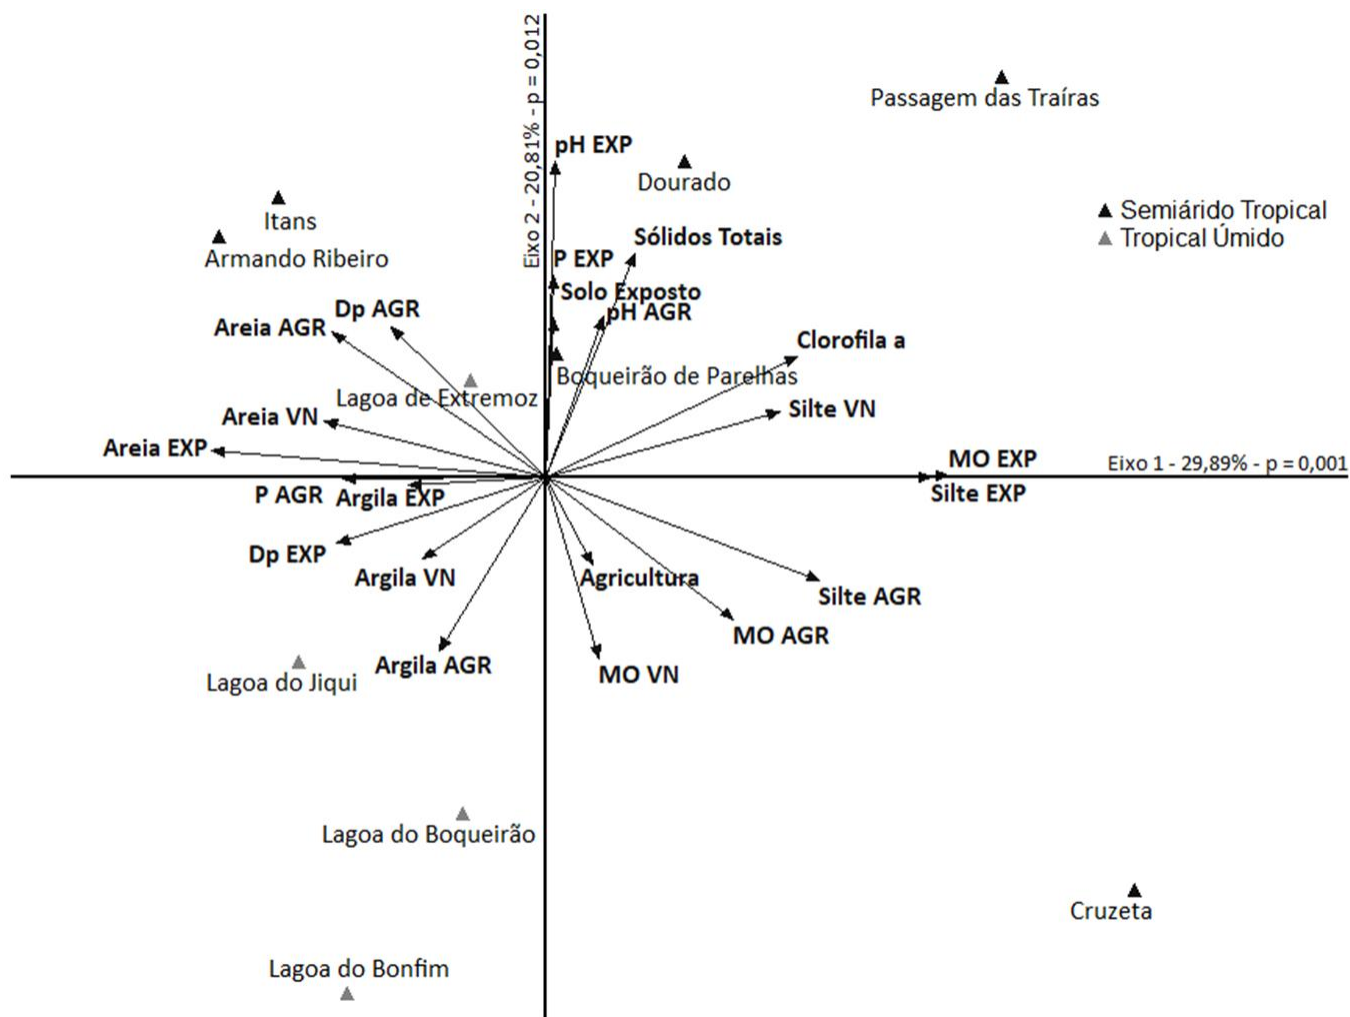 Eixo 2 - 20,81% - p = 0,012
Passagem das Traíras
pH EXP
Dourado
Itans
Semiárido Tropical
Tropical Úmido
Sólidos Totais
Armando Ribeiro
P EXP
Solo Exposto
Dp AGR
pH AGR
Areia AGR
Clorofila a
Boqueirão de Parelhas
Lagoa de Extremoz
Silte VN
Areia VN
Areia EXP
MO EXP
Eixo 1 - 29,89% - p = 0,001
P AGR
Argila EXP
Silte EXP
Dp EXP
Argila VN
Agricultura
Silte AGR
MO AGR
Argila AGR
MO VN
Lagoa do Jiqui
Lagoa do Boqueirão
Cruzeta
Lagoa do Bonfim